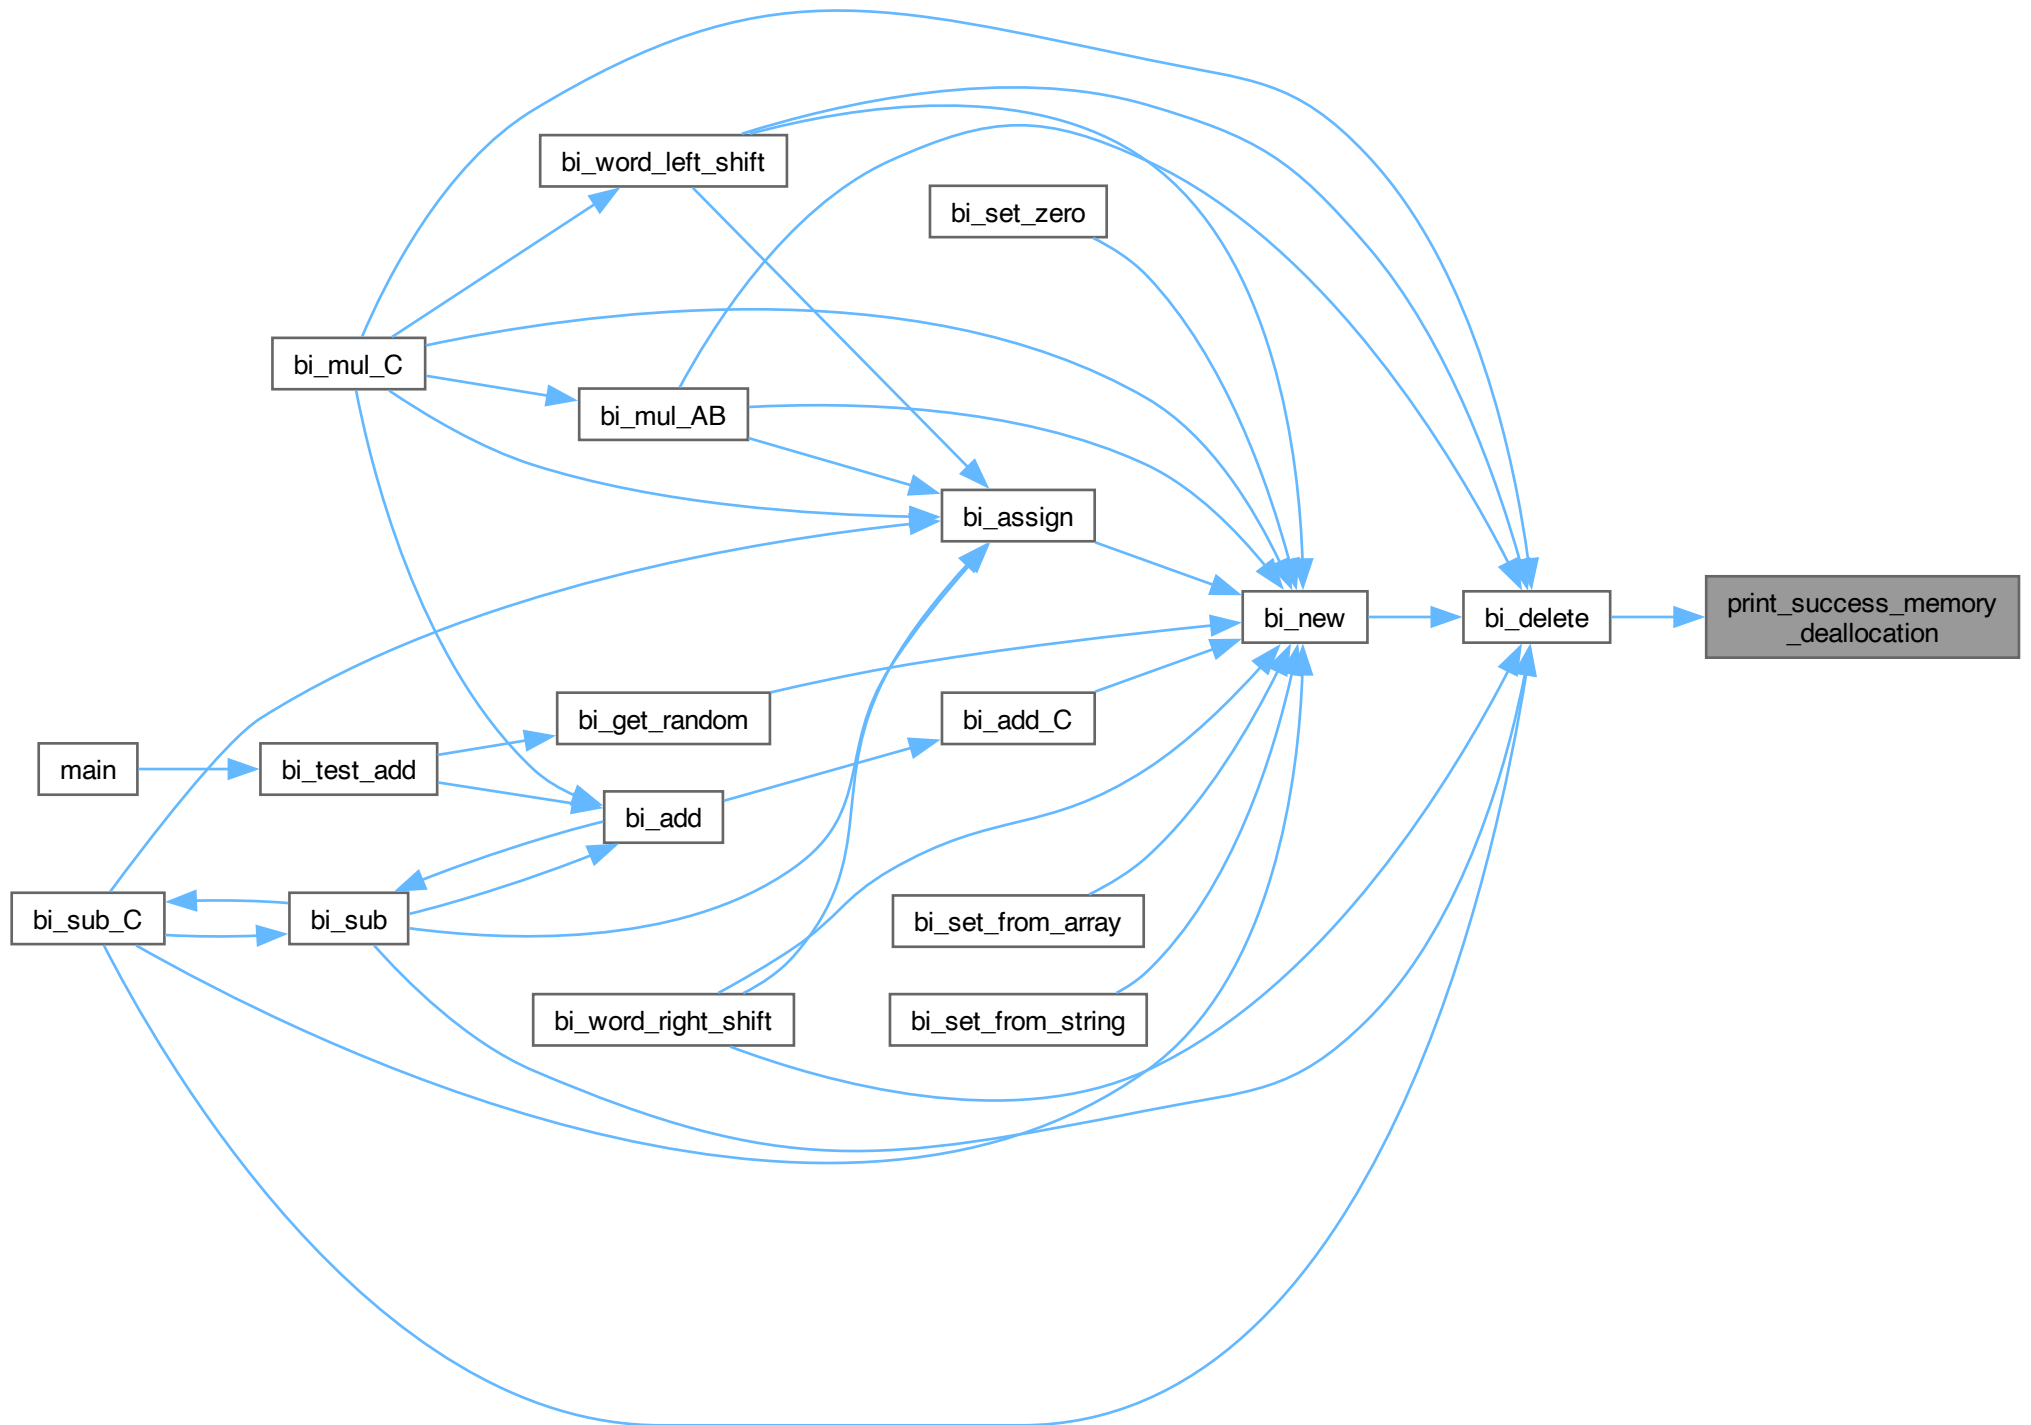 bi_word_left_shift
bi_set_zero
bi_mul_C
bi_mul_AB
bi_assign
bi_new
bi_delete
print_success_memory
_deallocation
bi_get_random
bi_add_C
main
bi_test_add
bi_add
bi_sub_C
bi_sub
bi_set_from_array
bi_word_right_shift
bi_set_from_string